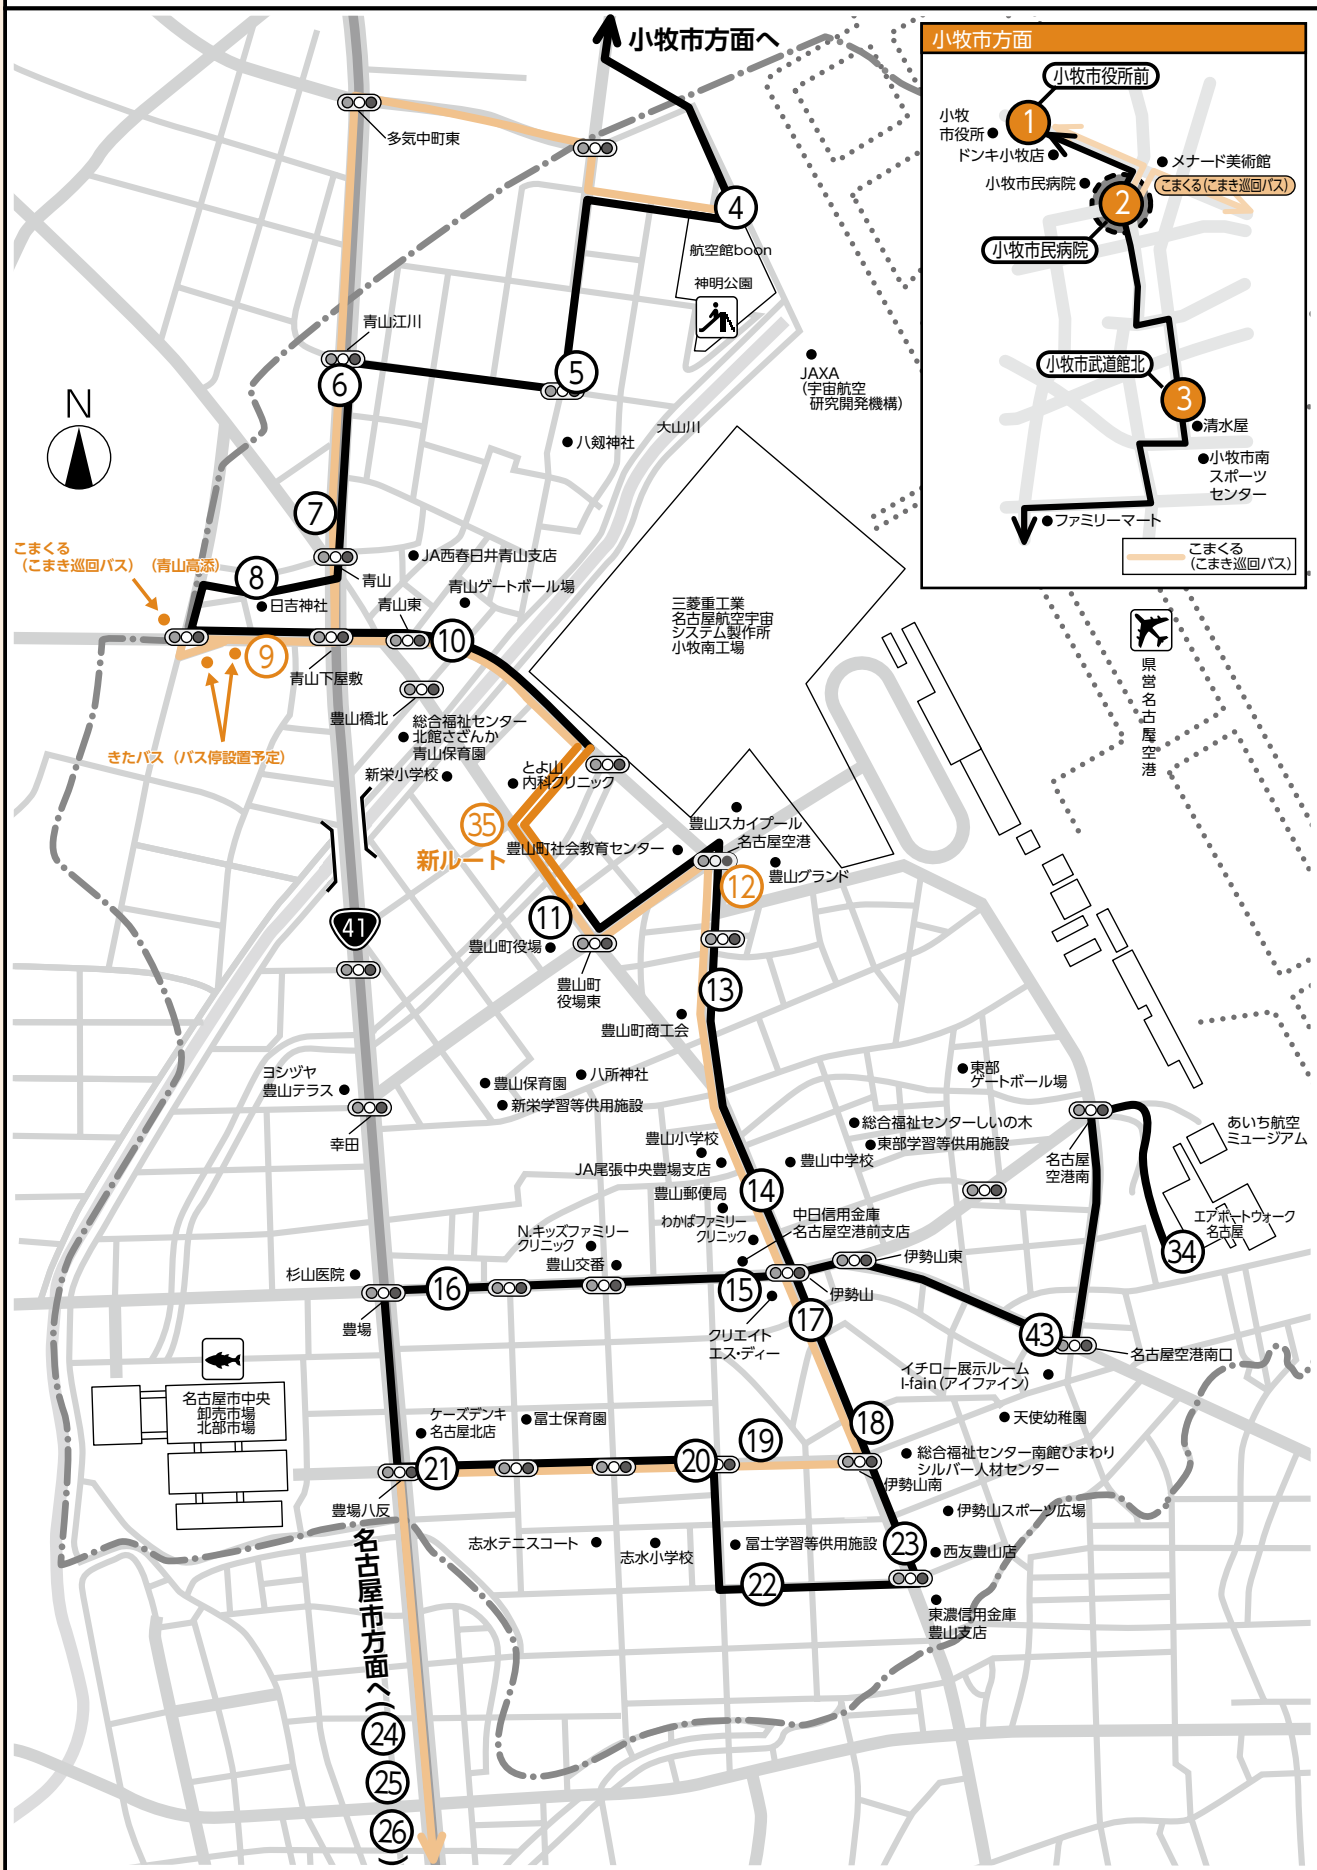 小牧市方面へ
小牧市方面
小牧市役所前
1
小牧
市役所
ドンキ小牧店
メナード美術館
小牧市民病院
こまくる(こまき巡回バス)
2
小牧市民病院
小牧市武道館北
3
清水屋
小牧市南
スポーツ
センター
ファミリーマート
こまくる
(こまき巡回バス)
多気中町東
4
航空館boon
神明公園
青山江川
5
6
JAXA
(宇宙航空
研究開発機構)
N
大山川
八剱神社
7
こまくる
(こまき巡回バス)
(青山高添)
8
JA西春日井青山支店
青山
青山ゲートボール場
日吉神社
青山東
三菱重工業
名古屋航空宇宙
システム製作所
小牧南工場
9
10
青山下屋敷
県営名古屋空港
豊山橋北
総合福祉センター
北館さざんか
青山保育園
きたバス(バス停設置予定)
新栄小学校
とよ山
内科クリニック
35
新ルート
豊山スカイプール
豊山町社会教育センター
名古屋空港
豊山グランド
12
11
41
豊山町役場
豊山町
役場東
13
豊山町商工会
ヨシヅヤ
豊山テラス
豊山保育園
八所神社
新栄学習等供用施設
東部
ゲートボール場
幸田
総合福祉センターしいの木
東部学習等供用施設
豊山小学校
JA尾張中央豊場支店
豊山中学校
名古屋
空港南
あいち航空
ミュージアム
14
豊山郵便局
わかばファミリー
クリニック
中日信用金庫
名古屋空港前支店
エアポートウォーク
名古屋
34
N.キッズファミリー
クリニック
豊山交番
伊勢山東
杉山医院
16
15
伊勢山
17
豊場
クリエイト
エス・ディー
43
名古屋空港南口
イチロー展示ルーム
I-fain(アイファイン)
名古屋市中央
卸売市場
北部市場
ケーズデンキ
名古屋北店
冨士保育園
18
天使幼稚園
19
20
21
総合福祉センター南館ひまわり
シルバー人材センター
伊勢山南
豊場八反
伊勢山スポーツ広場
志水テニスコート
志水小学校
冨士学習等供用施設
23
西友豊山店
22
東濃信用金庫
豊山支店
名古屋市方面へ(
24
25
26
)